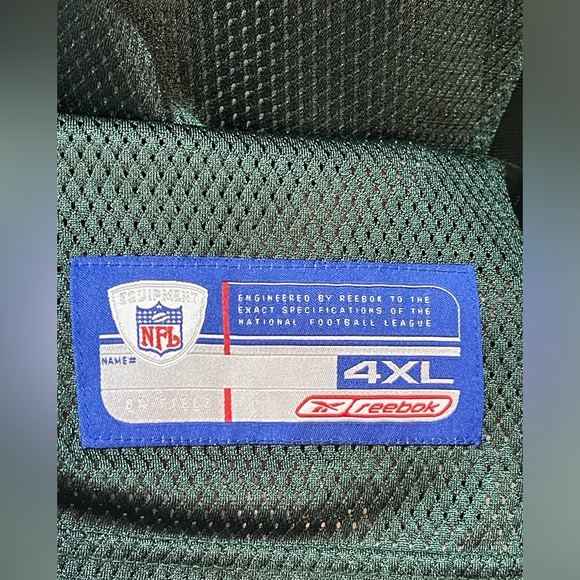 EQUIPMENT
NFL
ENGINEERED BY REEBOK TO THE
EXACT SPECIFICATIONS OF THE
NATIONAL FOOTBALL LEAGUE
NAME#
4XL
ON FIELD
Reebok